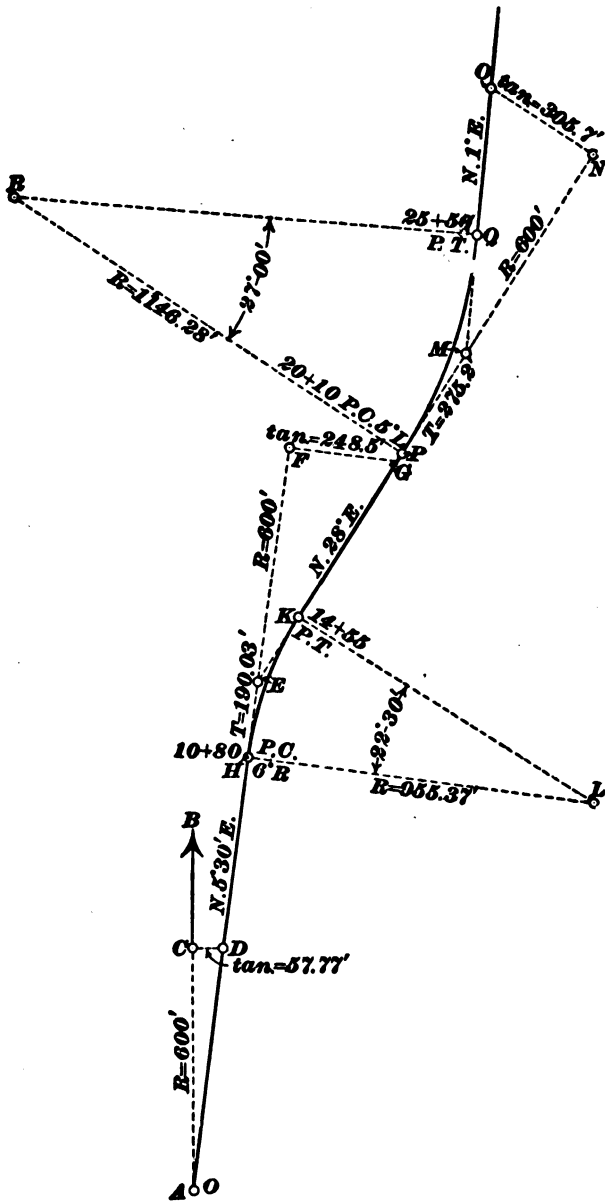 O
tan=305.7'
N
N. 1° E.
R
25+50
P. T.
Q
R=600'
27°00'
R=1146.28'
M
T=275.2'
20+10 P.C. 5° L
P
tan=248.5'
F
G
R=600'
N. 28° E.
K
14+55
P.T.
E
T=190.03'
22°30'
10+80
P.C.
H
6° R
R=955.37'
L
B
N. 5°30' E.
C
D
tan=57.77'
R=600'
A
O